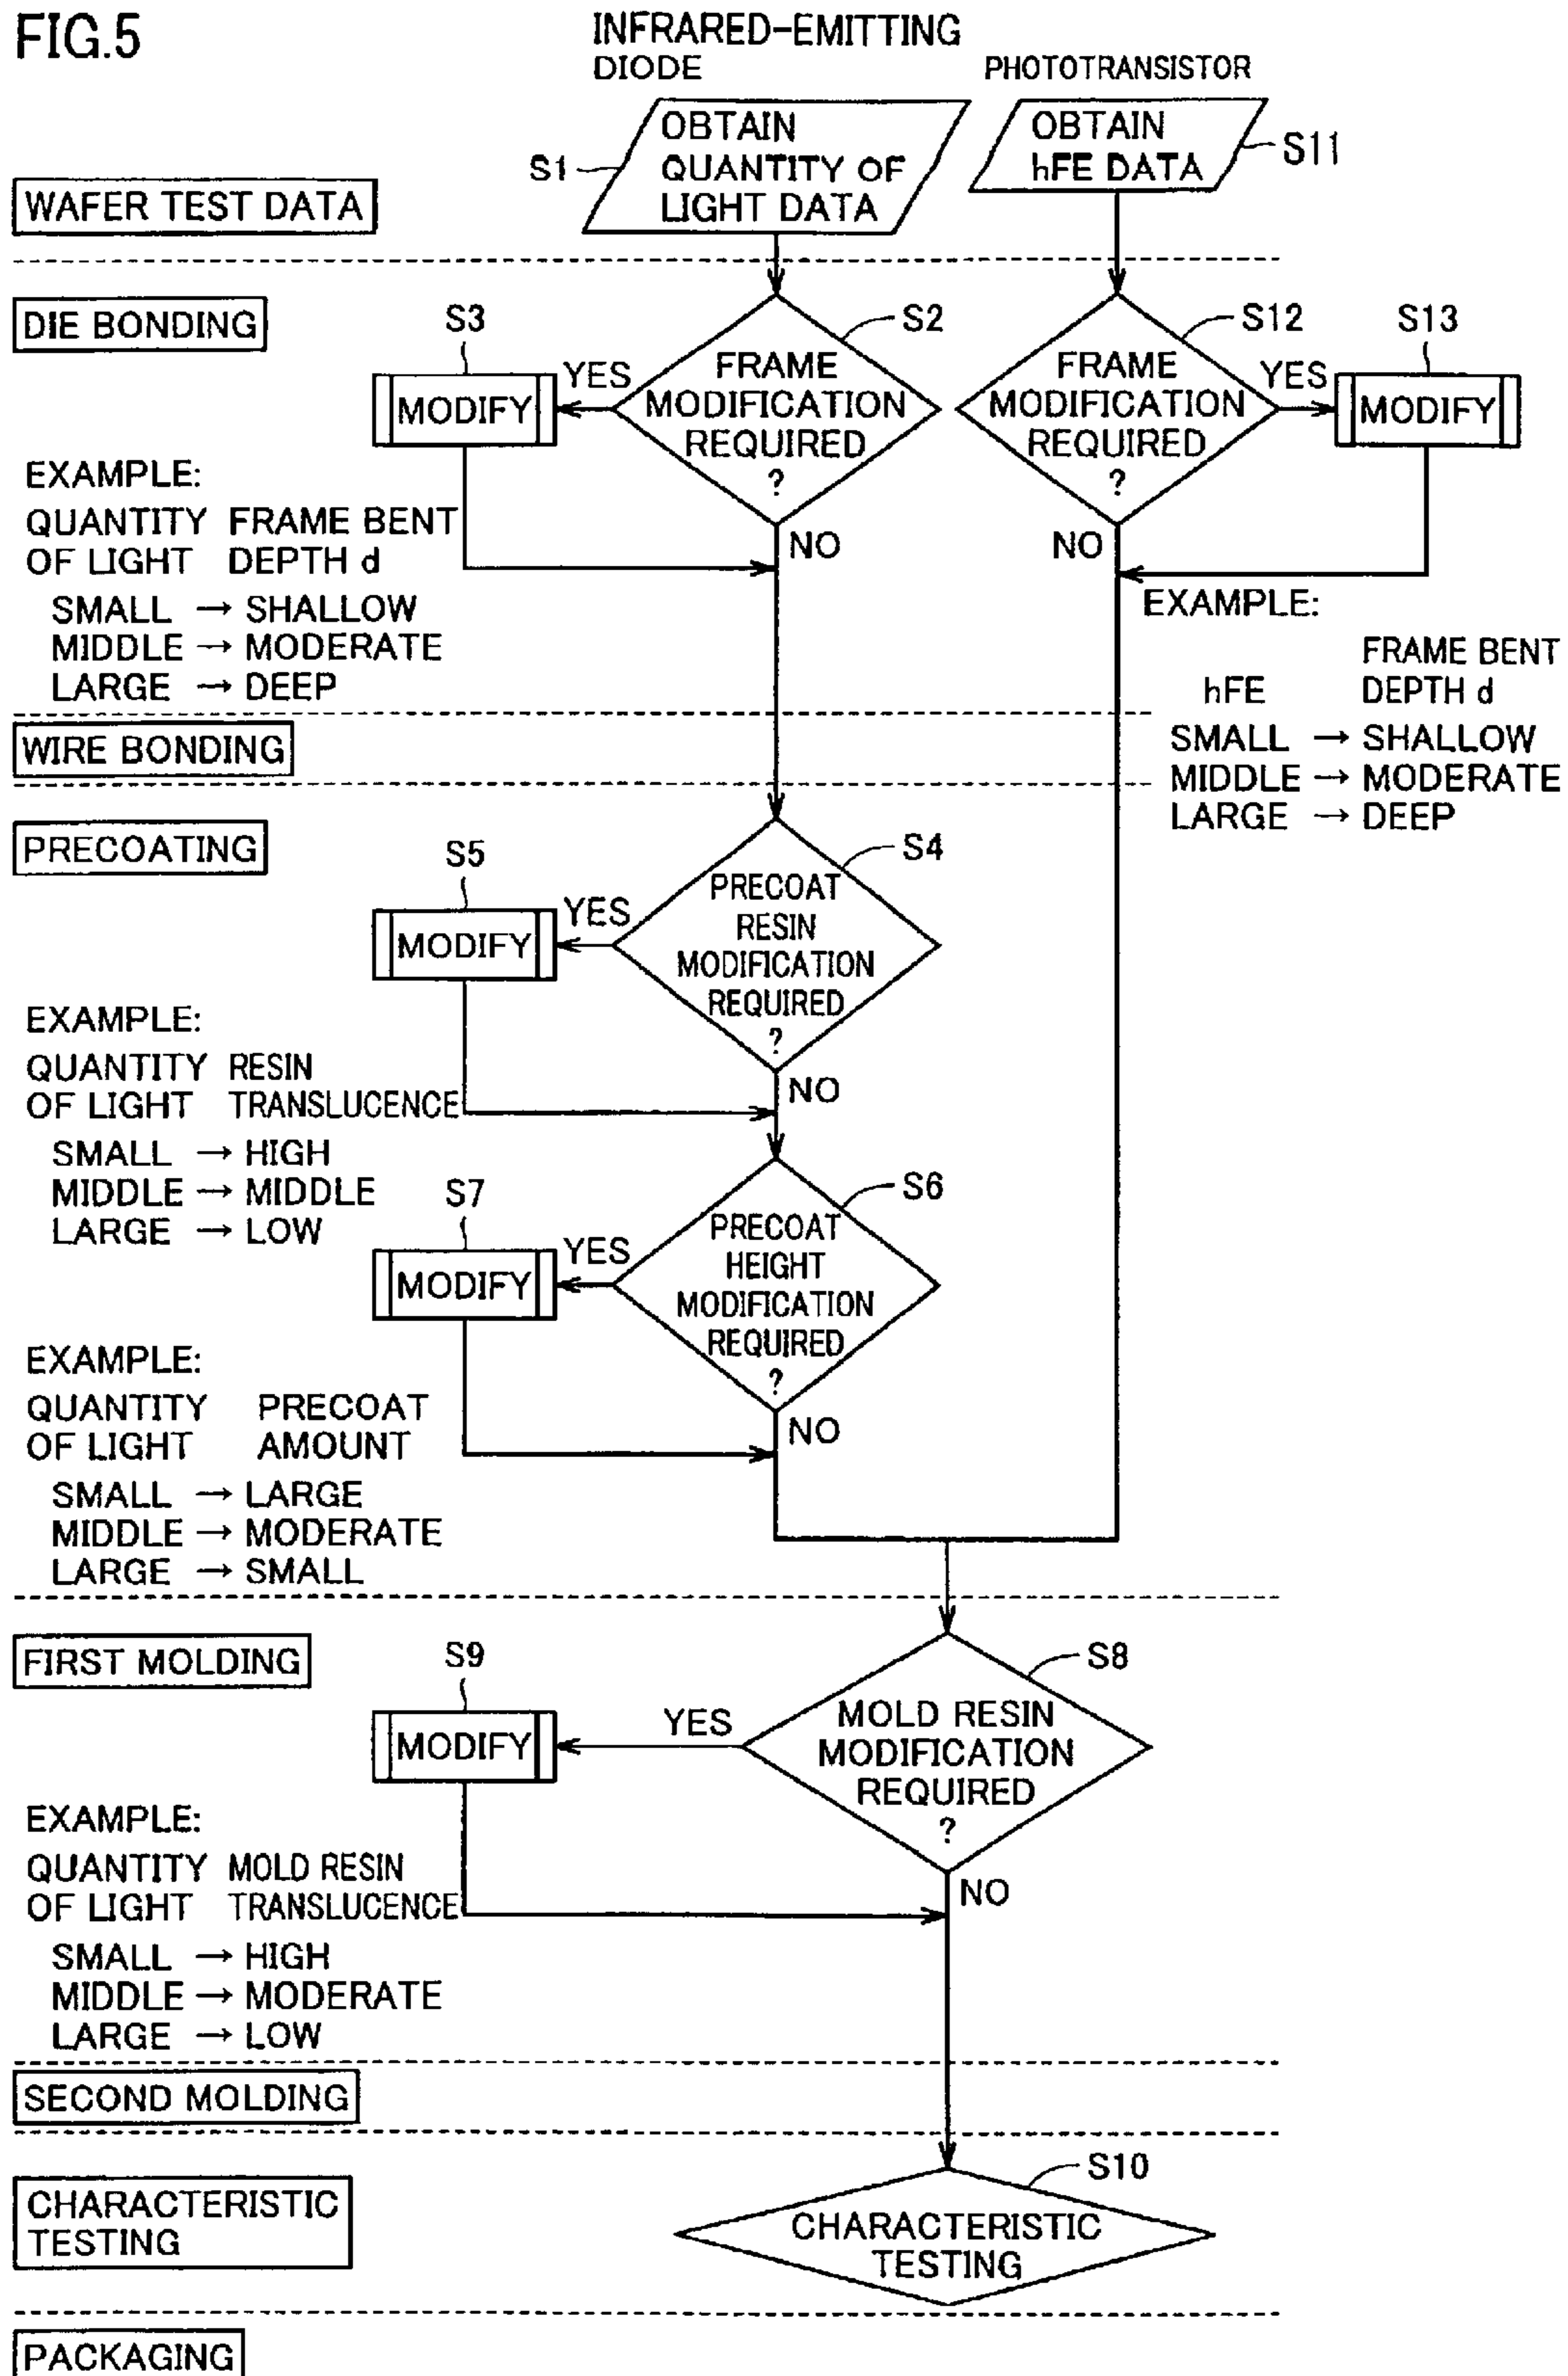 FIG.5
INFRARED-EMITTING
DIODE
PHOTOTRANSISTOR
OBTAIN
QUANTITY OF
LIGHT DATA
S1
OBTAIN
hFE DATA
S11
WAFER TEST DATA
DIE BONDING
S3
MODIFY
YES
S2
FRAME
MODIFICATION
REQUIRED
?
NO
S12
FRAME
MODIFICATION
REQUIRED
?
NO
YES
S13
MODIFY
EXAMPLE:
QUANTITY FRAME BENT
OF LIGHT DEPTH d
SMALL → SHALLOW
MIDDLE → MODERATE
LARGE → DEEP
EXAMPLE:
FRAME BENT
hFE DEPTH d
SMALL → SHALLOW
MIDDLE → MODERATE
LARGE → DEEP
WIRE BONDING
PRECOATING
S5
MODIFY
YES
S4
PRECOAT
RESIN
MODIFICATION
REQUIRED
?
NO
EXAMPLE:
QUANTITY RESIN
OF LIGHT TRANSLUCENCE
SMALL → HIGH
MIDDLE → MIDDLE
LARGE → LOW
S7
MODIFY
YES
S6
PRECOAT
HEIGHT
MODIFICATION
REQUIRED
?
NO
EXAMPLE:
QUANTITY PRECOAT
OF LIGHT AMOUNT
SMALL → LARGE
MIDDLE → MODERATE
LARGE → SMALL
FIRST MOLDING
S9
MODIFY
YES
S8
MOLD RESIN
MODIFICATION
REQUIRED
?
NO
EXAMPLE:
QUANTITY MOLD RESIN
OF LIGHT TRANSLUCENCE
SMALL → HIGH
MIDDLE → MODERATE
LARGE → LOW
SECOND MOLDING
CHARACTERISTIC
TESTING
S10
CHARACTERISTIC
TESTING
PACKAGING